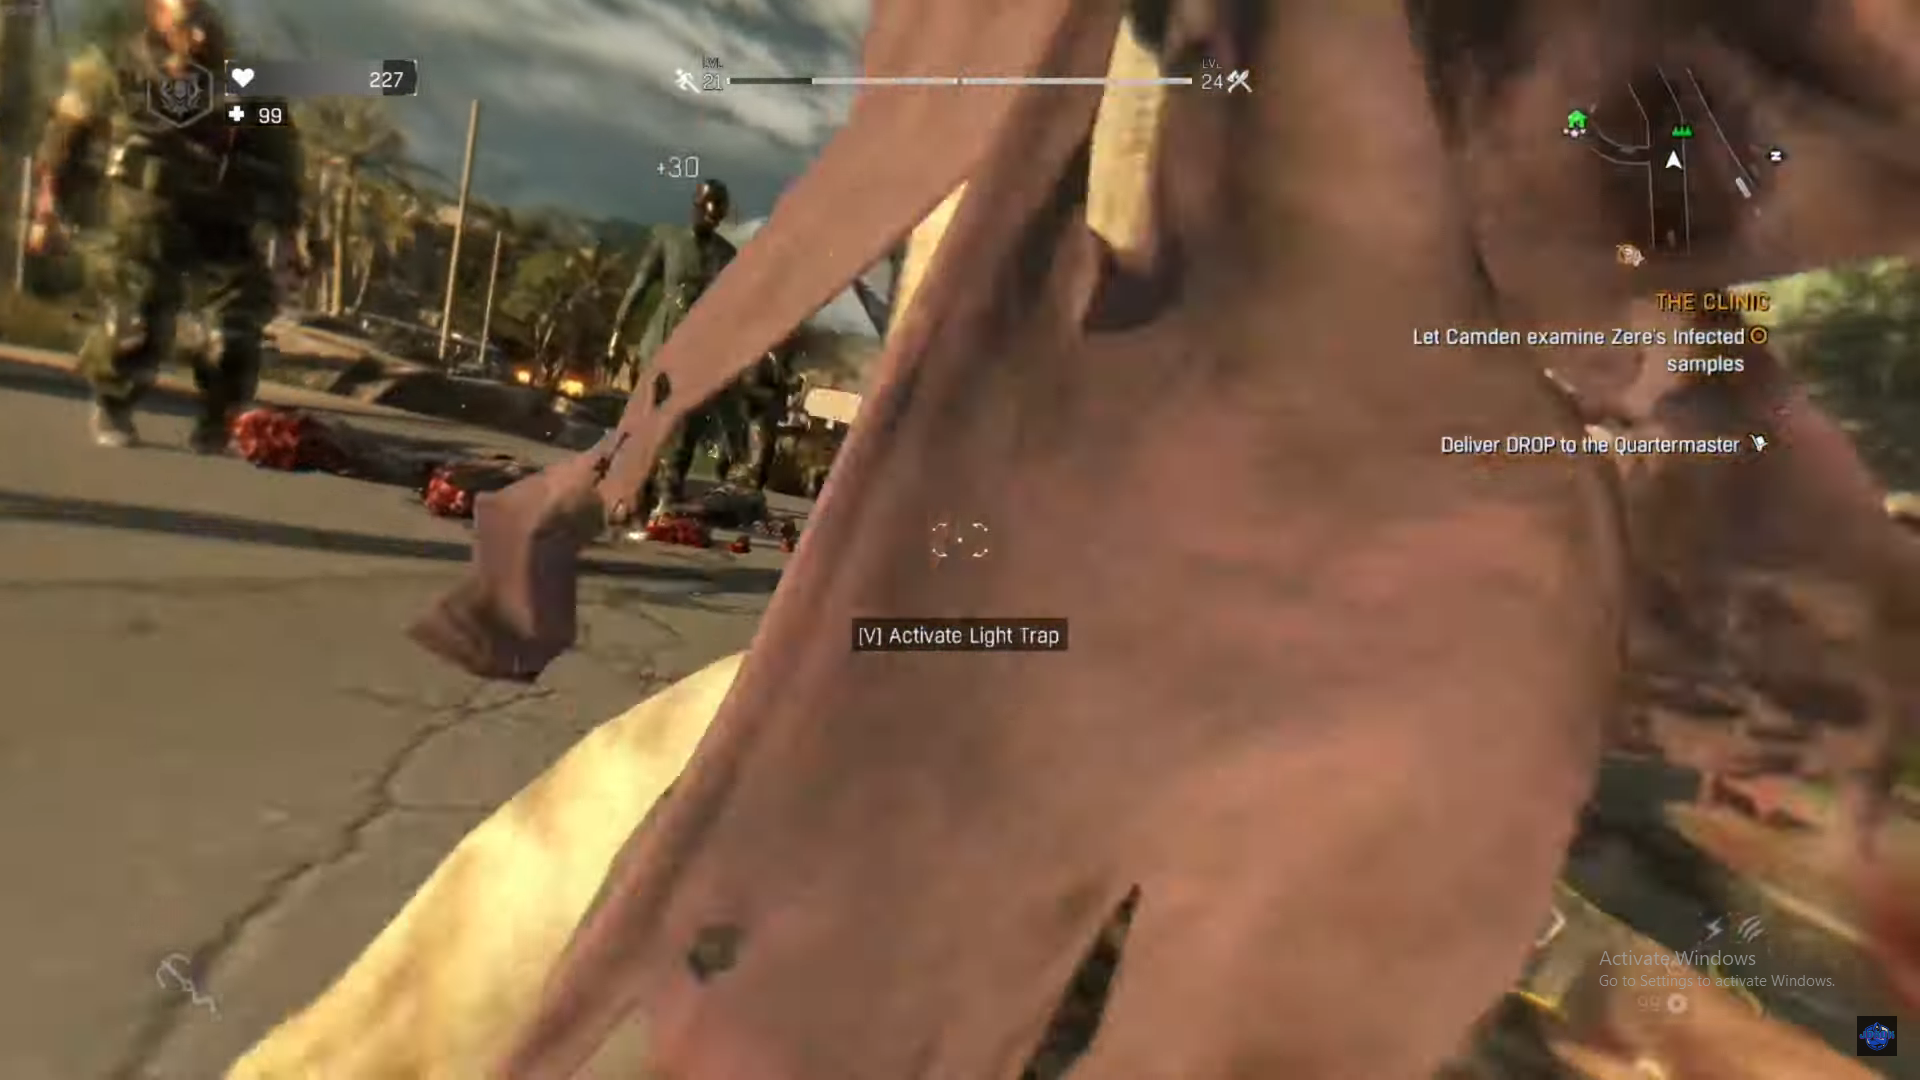 227
99
LVL
21
LVL
24
+30
Z
THE CLINIC
Let Camden examine Zere's Infected
samples
Deliver DROP to the Quartermaster
[V] Activate Light Trap
Activate Windows
Go to Settings to activate Windows.
99